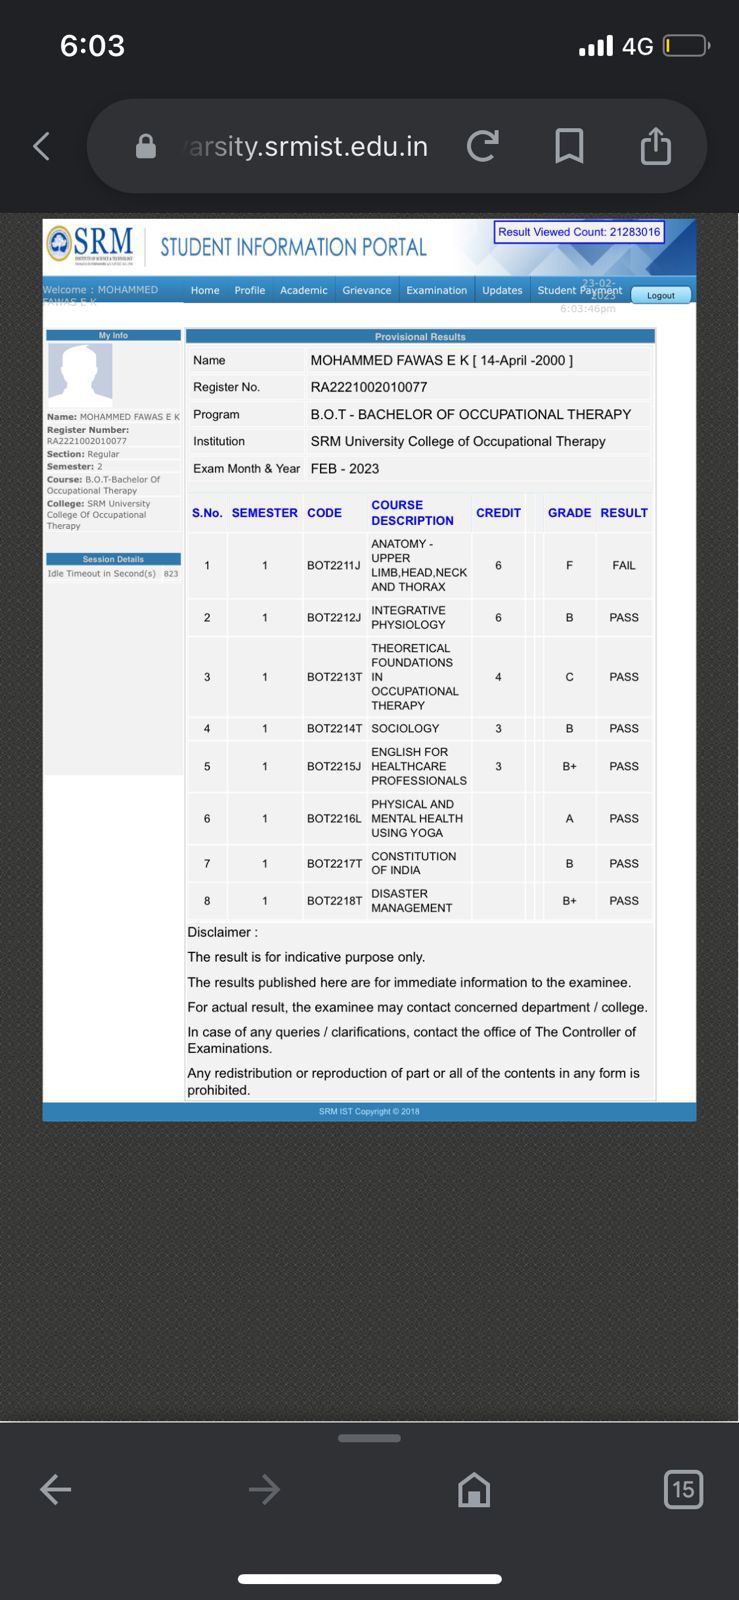 6:03
4G
arsity.srmist.edu.in
SRM
STUDENT INFORMATION PORTAL
Result Viewed Count: 21283016
Welcome : MOHAMMED
FAWAS E K
Home Profile Academic Grievance Examination Updates Student Payment
23-02-
2023
6:03:46pm
Logout
My Info
Name: MOHAMMED FAWAS E K
Register Number:
RA2221002010077
Section: Regular
Semester: 2
Course: B.O.T-Bachelor Of
Occupational Therapy
College: SRM University
College Of Occupational
Therapy
Session Details
Idle Timeout in Second(s) 823
Provisional Results
Name MOHAMMED FAWAS E K [ 14-April -2000 ]
Register No. RA2221002010077
Program B.O.T - BACHELOR OF OCCUPATIONAL THERAPY
Institution SRM University College of Occupational Therapy
Exam Month & Year FEB - 2023
S.No. SEMESTER CODE COURSE DESCRIPTION CREDIT GRADE RESULT
1 1 BOT2211J ANATOMY - UPPER LIMB,HEAD,NECK AND THORAX 6 F FAIL
2 1 BOT2212J INTEGRATIVE PHYSIOLOGY 6 B PASS
3 1 BOT2213T THEORETICAL FOUNDATIONS IN OCCUPATIONAL THERAPY 4 C PASS
4 1 BOT2214T SOCIOLOGY 3 B PASS
5 1 BOT2215J ENGLISH FOR HEALTHCARE PROFESSIONALS 3 B+ PASS
6 1 BOT2216L PHYSICAL AND MENTAL HEALTH USING YOGA A PASS
7 1 BOT2217T CONSTITUTION OF INDIA B PASS
8 1 BOT2218T DISASTER MANAGEMENT B+ PASS
Disclaimer :
The result is for indicative purpose only.
The results published here are for immediate information to the examinee.
For actual result, the examinee may contact concerned department / college.
In case of any queries / clarifications, contact the office of The Controller of
Examinations.
Any redistribution or reproduction of part or all of the contents in any form is
prohibited.
SRM IST Copyright © 2018
15